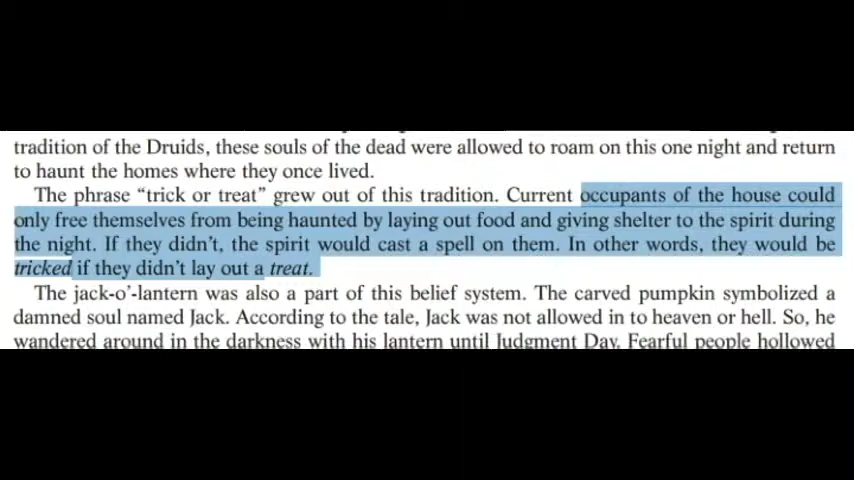 tradition of the Druids, these souls of the dead were allowed to roam on this one night and return
to haunt the homes where they once lived.
The phrase “trick or treat” grew out of this tradition. Current occupants of the house could
only free themselves from being haunted by laying out food and giving shelter to the spirit during
the night. If they didn’t, the spirit would cast a spell on them. In other words, they would be
tricked if they didn’t lay out a treat.
The jack-o’-lantern was also a part of this belief system. The carved pumpkin symbolized a
damned soul named Jack. According to the tale, Jack was not allowed in to heaven or hell. So, he
wandered around in the darkness with his lantern until Judgment Day. Fearful people hollowed